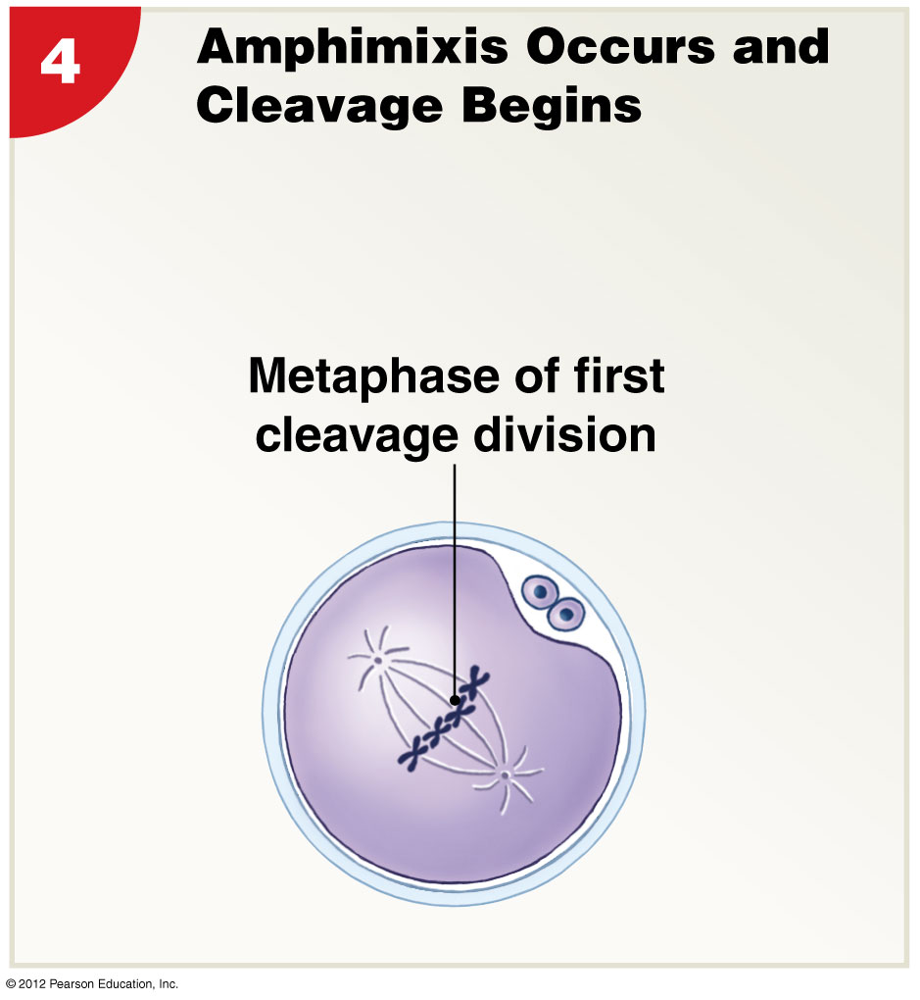 4
Amphimixis Occurs and
Cleavage Begins
Metaphase of first
cleavage division
© 2012 Pearson Education, Inc.